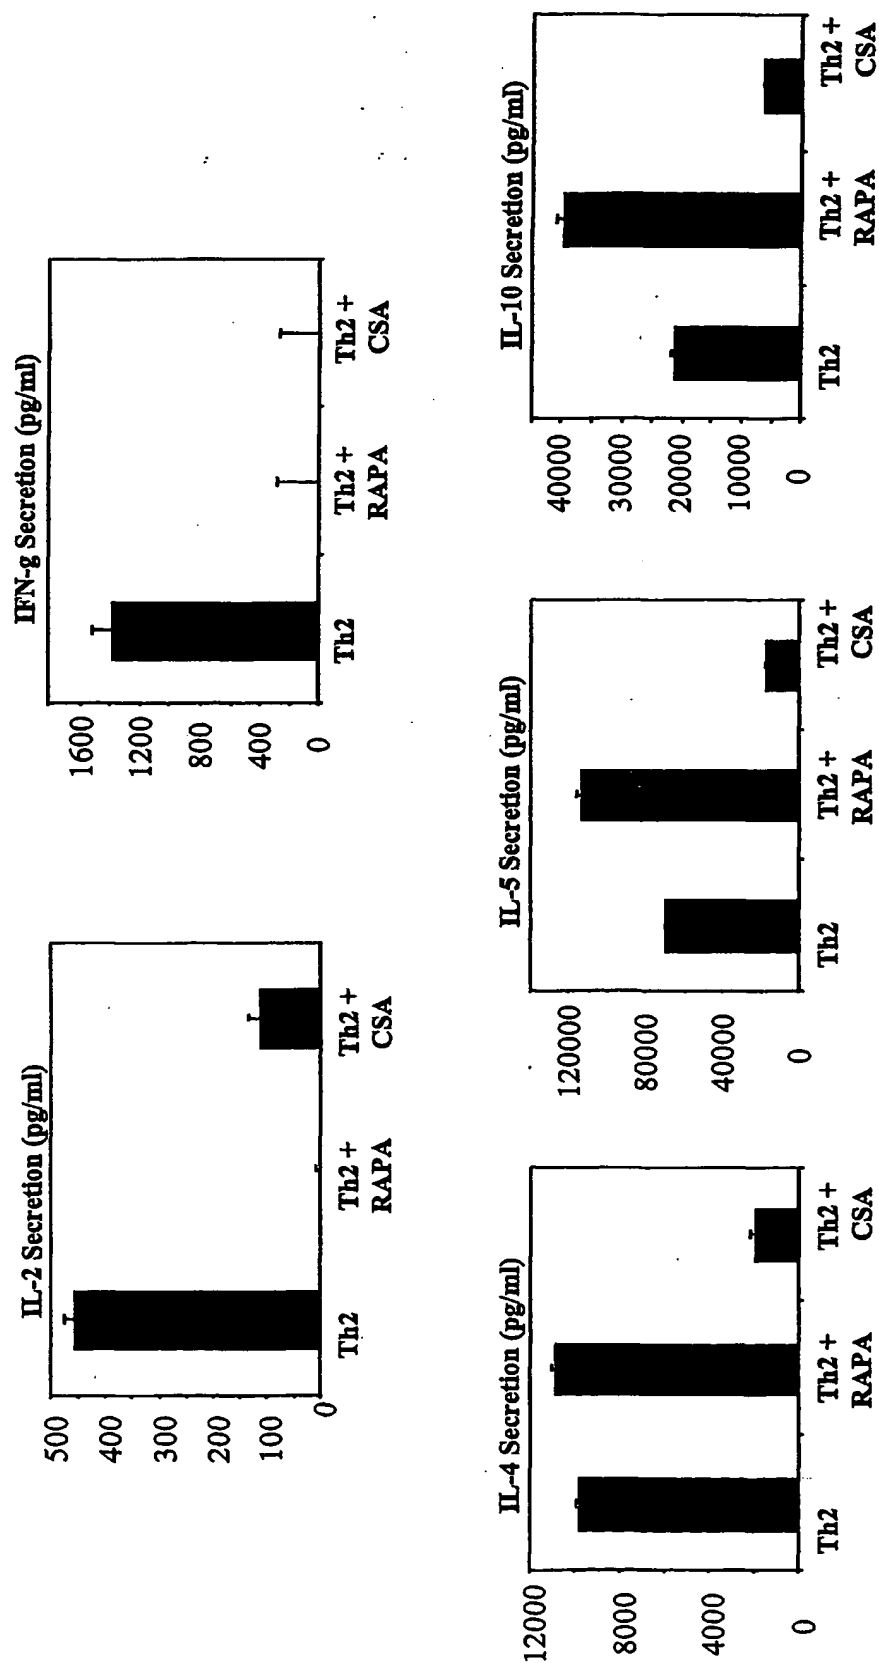 IL-2 Secretion (pg/ml)
500
400
300
200
100
0
Th2
Th2 +
RAPA
Th2 +
CSA
IFN-g Secretion (pg/ml)
1600
1200
800
400
0
Th2
Th2 +
RAPA
Th2 +
CSA
IL-4 Secretion (pg/ml)
12000
8000
4000
0
Th2
Th2 +
RAPA
Th2 +
CSA
IL-5 Secretion (pg/ml)
120000
80000
40000
0
Th2
Th2 +
RAPA
Th2 +
CSA
IL-10 Secretion (pg/ml)
40000
30000
20000
10000
0
Th2
Th2 +
RAPA
Th2 +
CSA